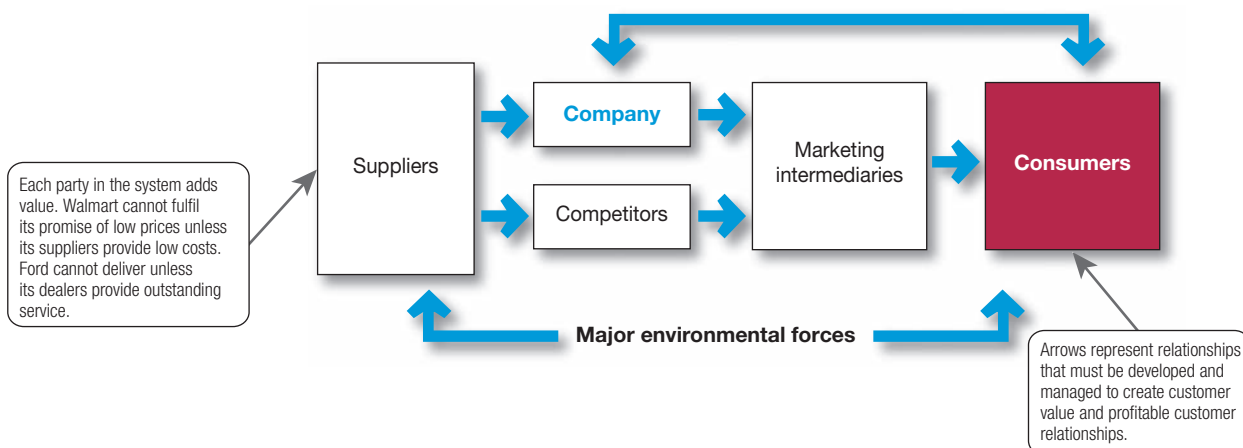 Company
Suppliers
Marketing
intermediaries
Consumers
Competitors
Each party in the system adds
value. Walmart cannot fulfil
its promise of low prices unless
its suppliers provide low costs.
Ford cannot deliver unless
its dealers provide outstanding
service.
Major environmental forces
Arrows represent relationships
that must be developed and
managed to create customer
value and profitable customer
relationships.